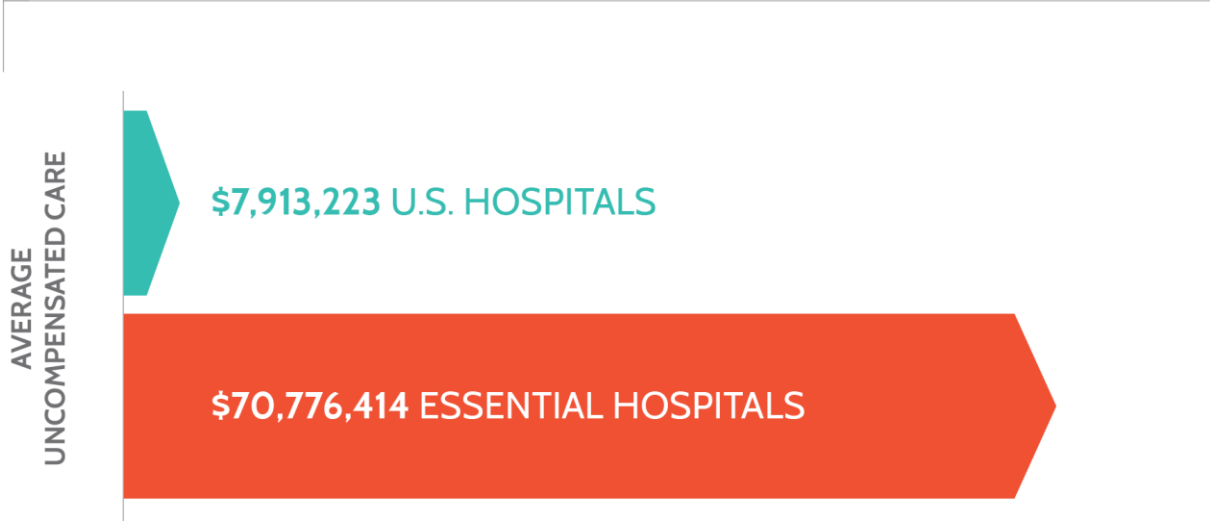 AVERAGE
UNCOMPENSATED CARE
$7,913,223 U.S. HOSPITALS
$70,776,414 ESSENTIAL HOSPITALS